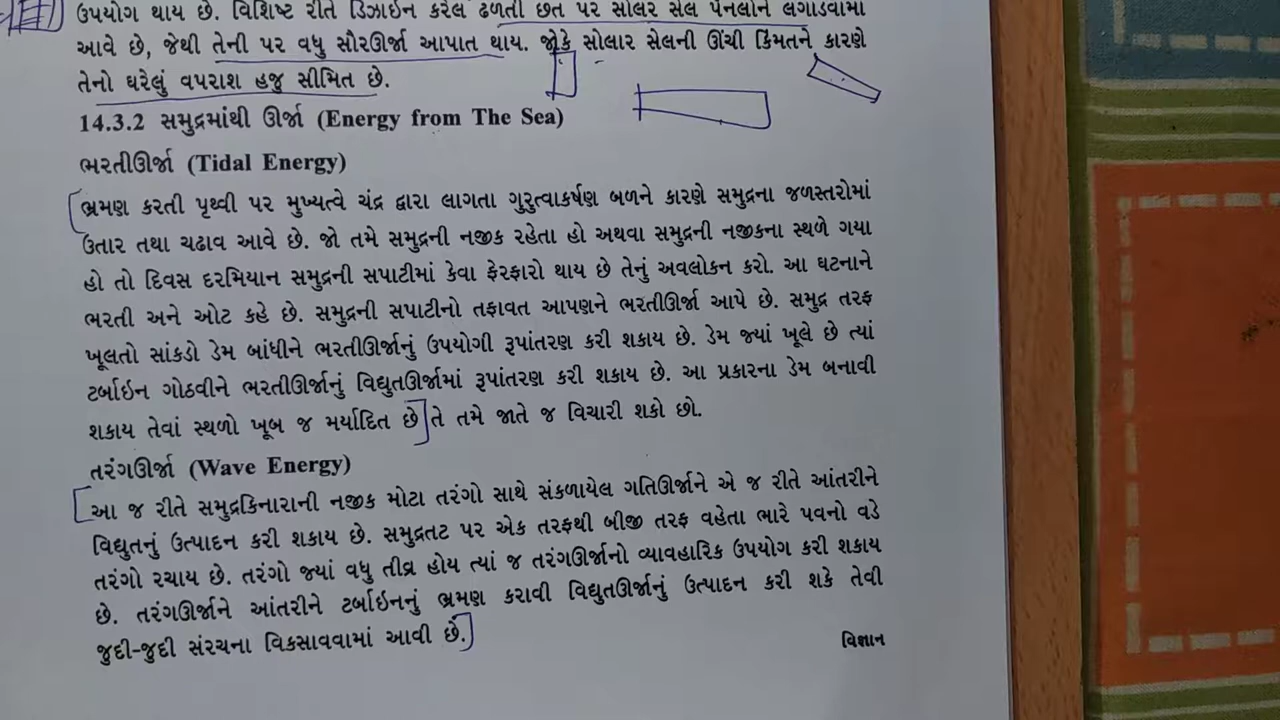 ઉપયોગ થાય છે. વિશિષ્ટ રીતે ડિઝાઇન કરેલ ઢળતી છત પર સોલર સેલ પેનલોને લગાડવામાં
આવે છે, જેથી તેની પર વધુ સૌરઊર્જા આપાત થાય. જોકે સોલાર સેલની ઊંચી કિંમતને કારણે
તેનો ઘરેલું વપરાશ હજુ સીમિત છે.
14.3.2 સમુદ્રમાંથી ઊર્જા (Energy from The Sea)
ભરતીઊર્જા (Tidal Energy)
ભ્રમણ કરતી પૃથ્વી પર મુખ્યત્વે ચંદ્ર દ્વારા લાગતા ગુરુત્વાકર્ષણ બળને કારણે સમુદ્રના જળસ્તરોમાં
ઉતાર તથા ચઢાવ આવે છે. જો તમે સમુદ્રની નજીક રહેતા હો અથવા સમુદ્રની નજીકના સ્થળે ગયા
હો તો દિવસ દરમિયાન સમુદ્રની સપાટીમાં કેવા ફેરફારો થાય છે તેનું અવલોકન કરો. આ ઘટનાને
ભરતી અને ઓટ કહે છે. સમુદ્રની સપાટીનો તફાવત આપણને ભરતીઊર્જા આપે છે. સમુદ્ર તરફ
ખૂલતો સાંકડો ડેમ બાંધીને ભરતીઊર્જાનું ઉપયોગી રૂપાંતરણ કરી શકાય છે. ડેમ જ્યાં ખૂલે છે ત્યાં
ટર્બાઇન ગોઠવીને ભરતીઊર્જાનું વિદ્યુતઊર્જામાં રૂપાંતરણ કરી શકાય છે. આ પ્રકારના ડેમ બનાવી
શકાય તેવાં સ્થળો ખૂબ જ મર્યાદિત છે તે તમે જાતે જ વિચારી શકો છો.
તરંગઊર્જા (Wave Energy)
આ જ રીતે સમુદ્રકિનારાની નજીક મોટા તરંગો સાથે સંકળાયેલ ગતિઊર્જાને એ જ રીતે આંતરીને
વિદ્યુતનું ઉત્પાદન કરી શકાય છે. સમુદ્રતટ પર એક તરફથી બીજી તરફ વહેતા ભારે પવનો વડે
તરંગો રચાય છે. તરંગો જ્યાં વધુ તીવ્ર હોય ત્યાં જ તરંગઊર્જાનો વ્યાવહારિક ઉપયોગ કરી શકાય
છે. તરંગઊર્જાને આંતરીને ટર્બાઇનનું ભ્રમણ કરાવી વિદ્યુતઊર્જાનું ઉત્પાદન કરી શકે તેવી
જુદી-જુદી સંરચના વિકસાવવામાં આવી છે.
વિજ્ઞાન